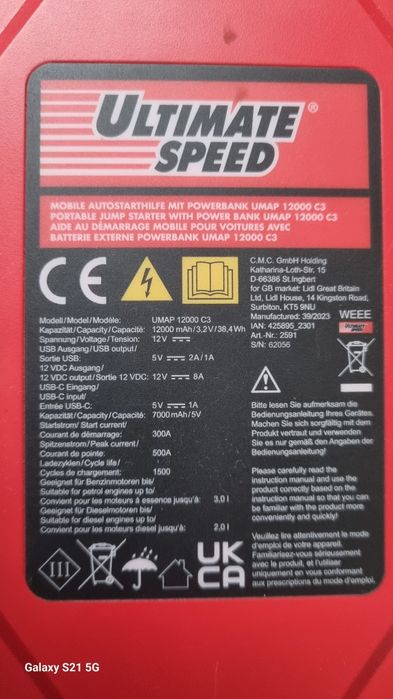 ULTIMATE
SPEED ®
MOBILE AUTOSTARTHILFE MIT POWERBANK UMAP 12000 C3
PORTABLE JUMP STARTER WITH POWER BANK UMAP 12000 C3
AIDE AU DÉMARRAGE MOBILE POUR VOITURES AVEC
BATTERIE EXTERNE POWERBANK UMAP 12000 C3
CE
C.M.C. GmbH Holding
Katharina-Loth-Str. 15
D-66386 St.Ingbert
for GB market: Lidl Great Britain
Ltd, Lidl House, 14 Kingston Road,
Surbiton, KT5 9NU
Manufactured: 39/2023
IAN: 425895_2301
Art.-Nr.: 2591
S/N: 62056
WEEE
ULTIMATE SPEED
Modell/Model/Modèle: UMAP 12000 C3
Kapazität/Capacity/Capacité: 12000 mAh/3,2V/38,4Wh
Spannung/Voltage/Tension: 12V
USB Ausgang/USB output/
Sortie USB: 5V 2A/1A
12 VDC Ausgang/
12 VDC output/Sortie 12 VDC: 12V 8A
USB-C Eingang/
USB-C input/
Entrée USB-C: 5V 1A
Kapazität/Capacity/Capacité: 7000mAh/5V
Startstrom/Start current/
Courant de démarrage: 300A
Spitzenstrom/Peak current/
Courant de pointe: 500A
Ladezyklen/Cycle life/
Cycles de chargement: 1500
Geeignet für Benzinmotoren bis/
Suitable for petrol engines up to/
Convient pour les moteurs à essence jusqu'à: 3,0l
Geeignet für Dieselmotoren bis/
Suitable for diesel engines up to/
Convient pour les moteurs diesel jusqu'à: 2,0l
Bitte lesen Sie aufmerksam die
Bedienungsanleitung Ihres Gerätes.
Machen Sie sich sorgfältig mit dem
Produkt vertraut und verwenden
Sie es nur gemäß den Angaben der
Bedienungsanleitung!
Please carefully read the
instruction manual and use the
product correctly based on the
instruction manual so that you can
be familiar with the product more
conveniently and quickly!
Veuillez lire attentivement le mode
d'emploi de votre appareil.
Familiarisez-vous sérieusement
avec le produit, et l'utiliser
uniquement en vous conformant
aux prescriptions du mode d'emploi.
III
UK
CA
Galaxy S21 5G